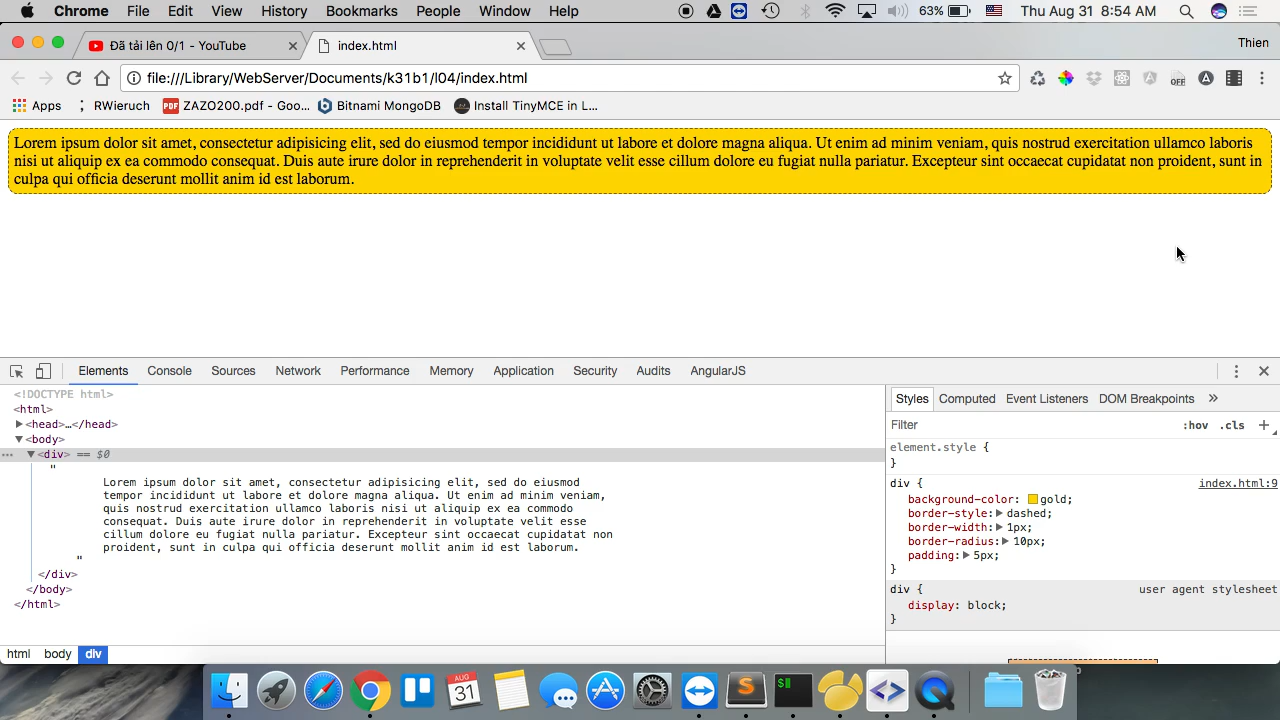 Chrome File Edit View History Bookmarks People Window Help 63% Thu Aug 31 8:54 AM
Đã tải lên 0/1 - YouTube index.html Thien
file:///Library/WebServer/Documents/k31b1/l04/index.html OFF
Apps RWieruch PDF ZAZO200.pdf - Goo... Bitnami MongoDB Install TinyMCE in L...
Lorem ipsum dolor sit amet, consectetur adipisicing elit, sed do eiusmod tempor incididunt ut labore et dolore magna aliqua. Ut enim ad minim veniam, quis nostrud exercitation ullamco laboris
nisi ut aliquip ex ea commodo consequat. Duis aute irure dolor in reprehenderit in voluptate velit esse cillum dolore eu fugiat nulla pariatur. Excepteur sint occaecat cupidatat non proident, sunt in
culpa qui officia deserunt mollit anim id est laborum.
Elements Console Sources Network Performance Memory Application Security Audits AngularJS
<!DOCTYPE html>
<html>
<head>…</head>
<body>
<div> == $0
"
Lorem ipsum dolor sit amet, consectetur adipisicing elit, sed do eiusmod
tempor incididunt ut labore et dolore magna aliqua. Ut enim ad minim veniam,
quis nostrud exercitation ullamco laboris nisi ut aliquip ex ea commodo
consequat. Duis aute irure dolor in reprehenderit in voluptate velit esse
cillum dolore eu fugiat nulla pariatur. Excepteur sint occaecat cupidatat non
proident, sunt in culpa qui officia deserunt mollit anim id est laborum.
"
</div>
</body>
</html>
html body div
Styles Computed Event Listeners DOM Breakpoints »
Filter :hov .cls +
element.style {
}
div { index.html:9
background-color: gold;
border-style: dashed;
border-width: 1px;
border-radius: 10px;
padding: 5px;
}
div { user agent stylesheet
display: block;
}
AUG
31